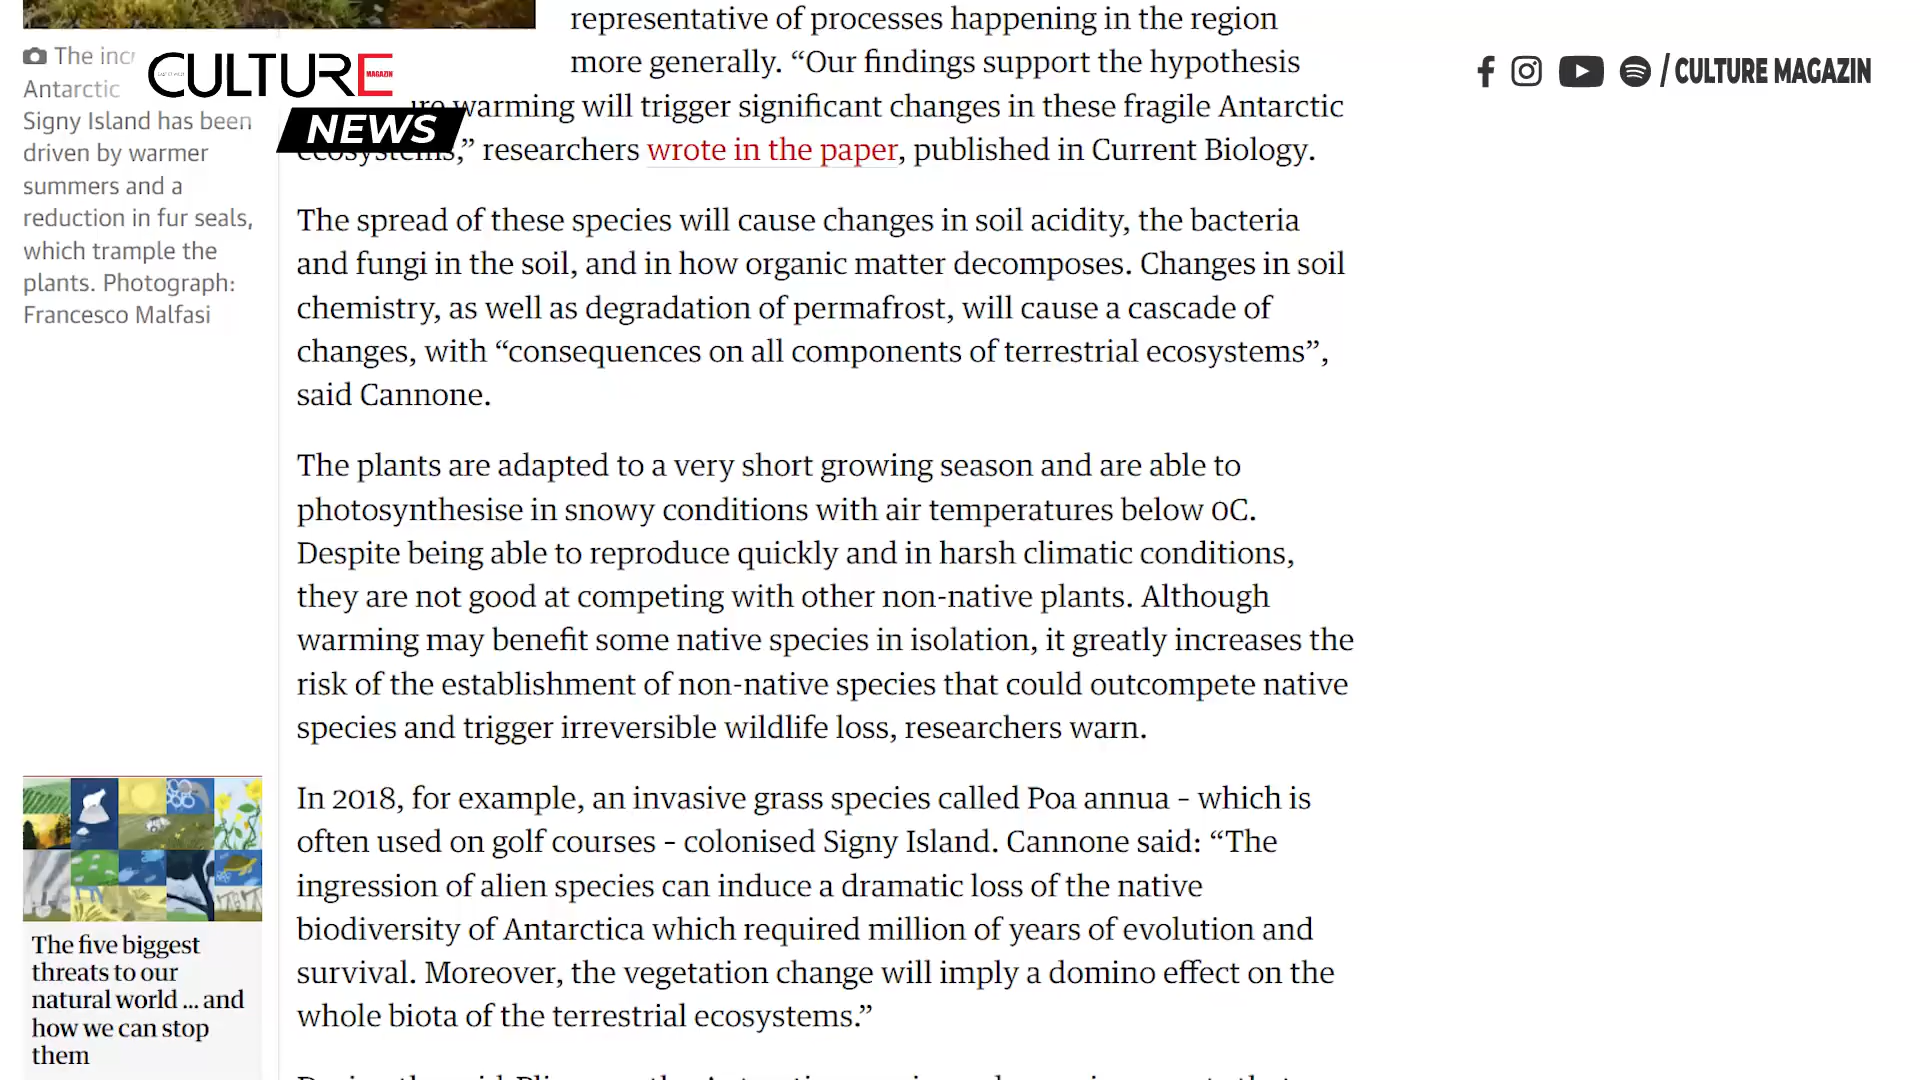 representative of processes happening in the region
more generally. “Our findings support the hypothesis
warming will trigger significant changes in these fragile Antarctic
researchers wrote in the paper, published in Current Biology.
The
Antarctic
Signy Island has been
driven by warmer
summers and a
reduction in fur seals,
which trample the
plants. Photograph:
Francesco Malfasi
CULTURE
MAGAZIN
NEWS
/ CULTURE MAGAZIN
The spread of these species will cause changes in soil acidity, the bacteria
and fungi in the soil, and in how organic matter decomposes. Changes in soil
chemistry, as well as degradation of permafrost, will cause a cascade of
changes, with “consequences on all components of terrestrial ecosystems”,
said Cannone.
The plants are adapted to a very short growing season and are able to
photosynthesise in snowy conditions with air temperatures below 0C.
Despite being able to reproduce quickly and in harsh climatic conditions,
they are not good at competing with other non-native plants. Although
warming may benefit some native species in isolation, it greatly increases the
risk of the establishment of non-native species that could outcompete native
species and trigger irreversible wildlife loss, researchers warn.
In 2018, for example, an invasive grass species called Poa annua – which is
often used on golf courses – colonised Signy Island. Cannone said: “The
ingression of alien species can induce a dramatic loss of the native
biodiversity of Antarctica which required million of years of evolution and
survival. Moreover, the vegetation change will imply a domino effect on the
whole biota of the terrestrial ecosystems.”
The five biggest
threats to our
natural world ... and
how we can stop
them